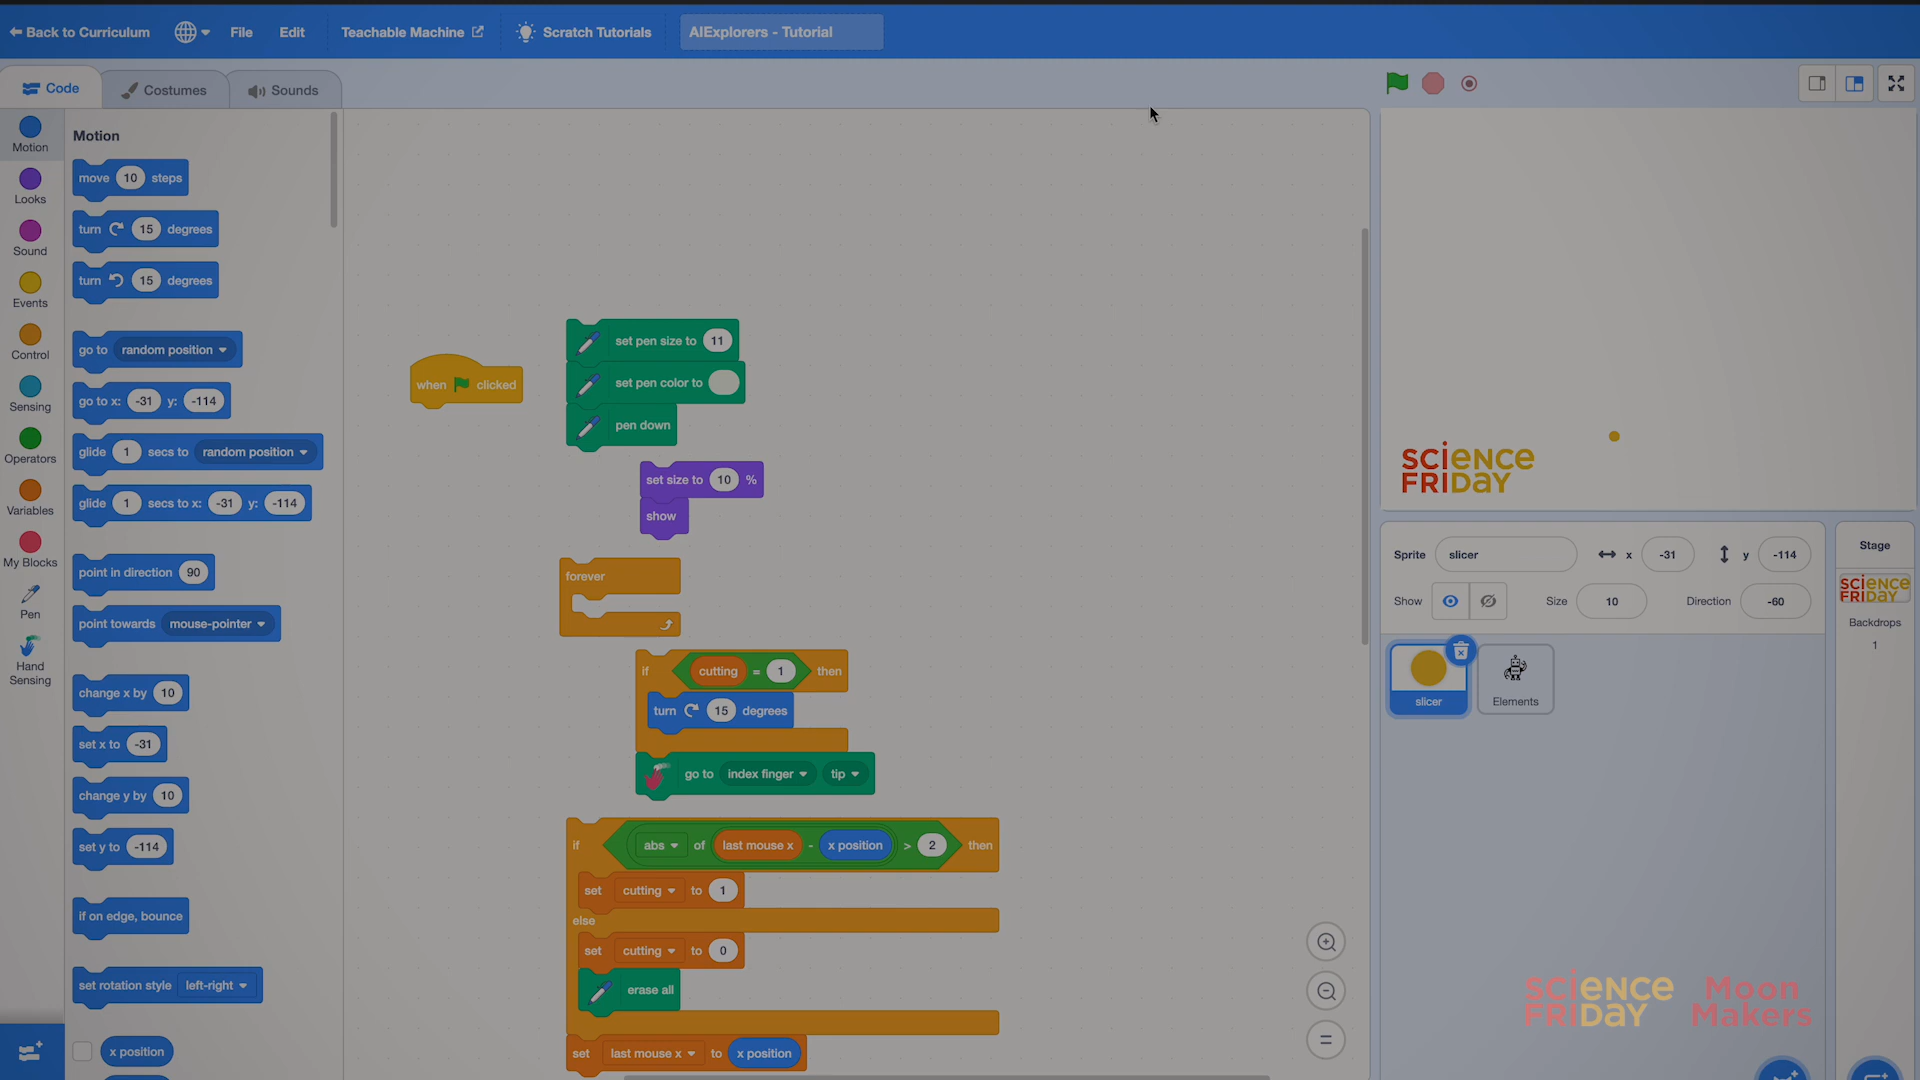 Back to Curriculum
File
Edit
Teachable Machine
Scratch Tutorials
AIExplorers - Tutorial
Code
Costumes
Sounds
Motion
Looks
Sound
Events
Control
Sensing
Operators
Variables
My Blocks
Pen
Hand
Sensing
Motion
move 10 steps
turn 15 degrees
turn 15 degrees
go to random position
go to x: -31 y: -114
glide 1 secs to random position
glide 1 secs to x: -31 y: -114
point in direction 90
point towards mouse-pointer
change x by 10
set x to -31
change y by 10
set y to -114
if on edge, bounce
set rotation style left-right
x position
when clicked
set pen size to 11
set pen color to
pen down
set size to 10 %
show
forever
if cutting = 1 then
turn 15 degrees
go to index finger tip
if abs of last mouse x - x position > 2 then
set cutting to 1
else
set cutting to 0
erase all
set last mouse x to x position
SCIENCE
FRIDAY
Sprite slicer x -31 y -114
Show Size 10 Direction -60
slicer
Elements
Stage
SCIENCE
FRIDAY
Backdrops
1
SCIENCE
FRIDAY
Moon
Makers